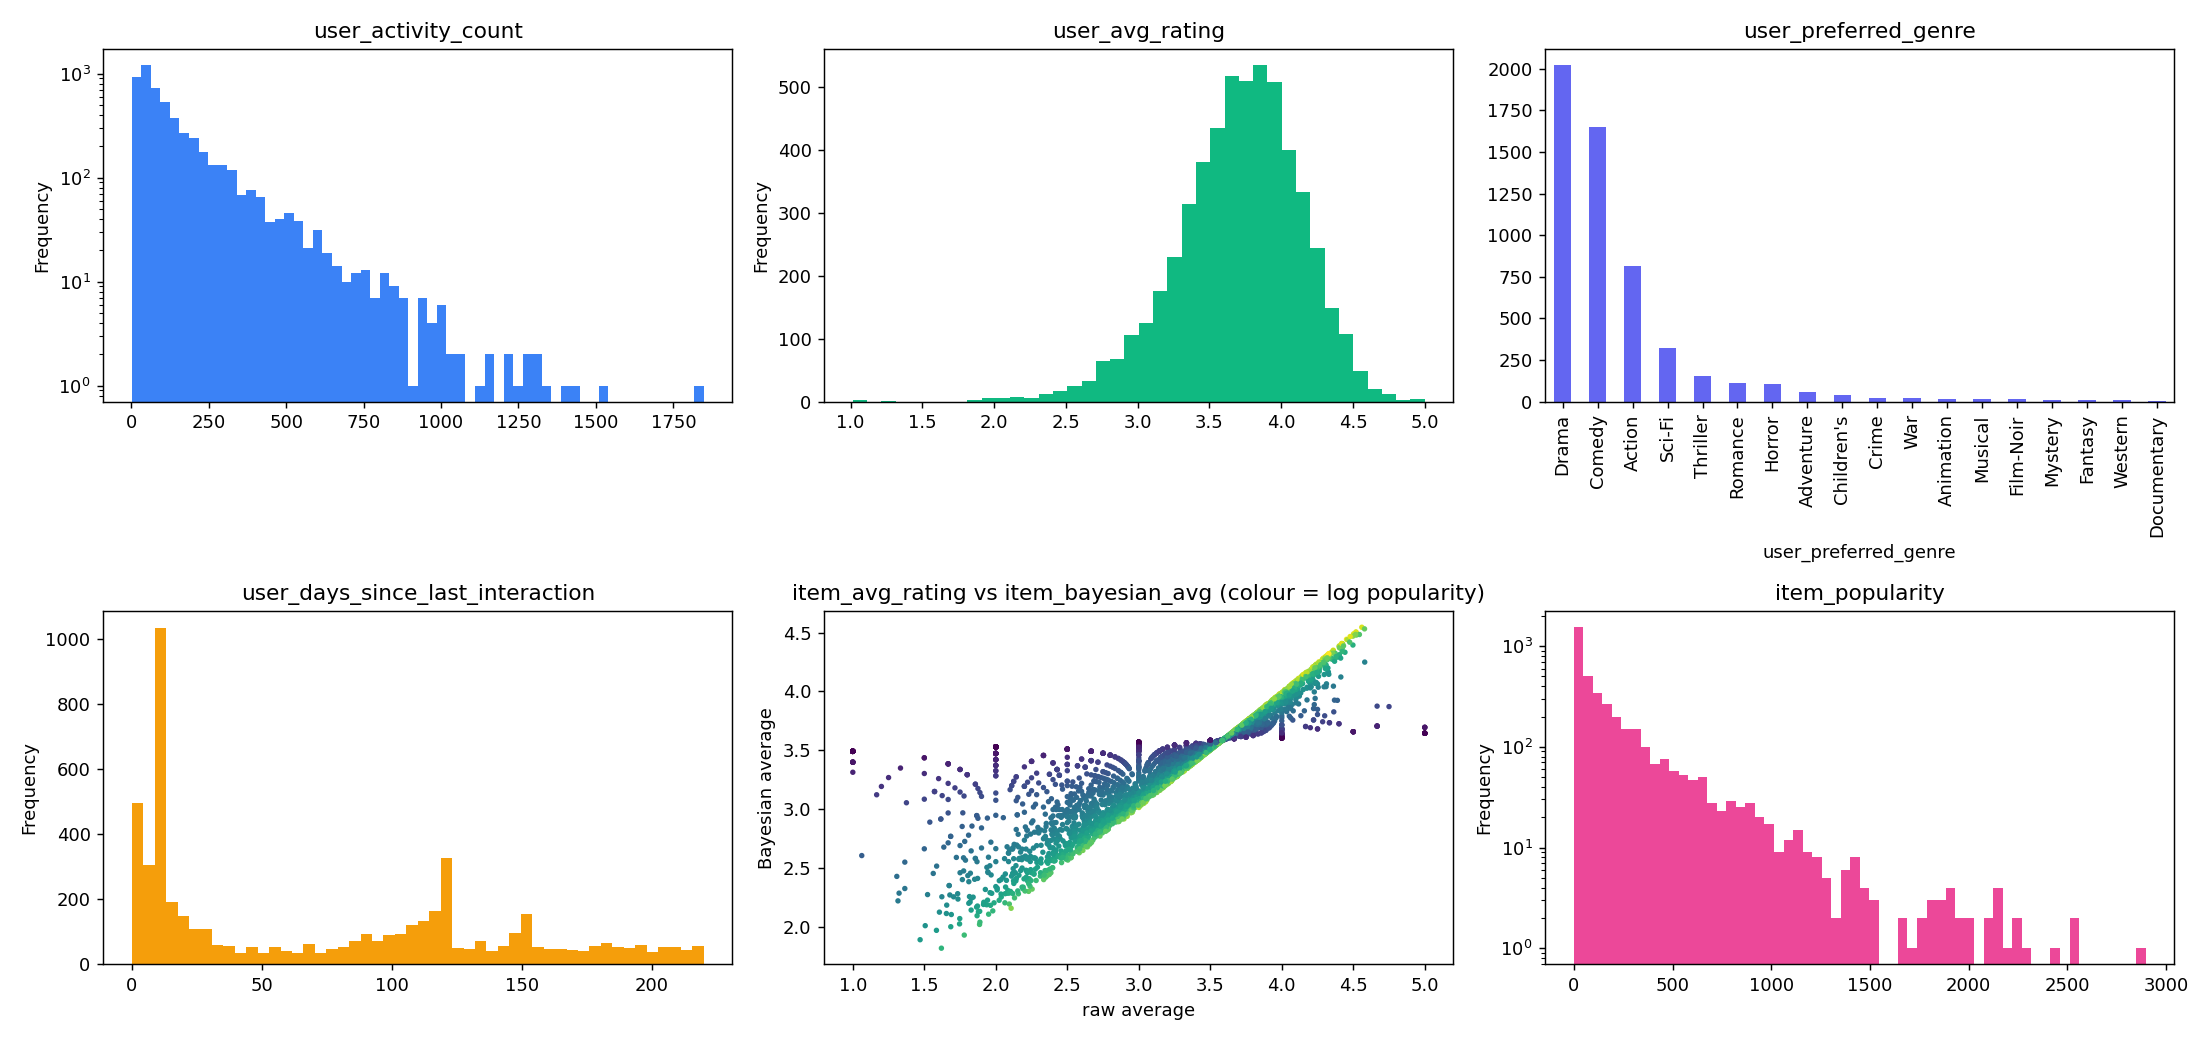 user_activity_count
Frequency
10^3
10^2
10^1
10^0
0 250 500 750 1000 1250 1500 1750
user_avg_rating
Frequency
500
400
300
200
100
0
1.0 1.5 2.0 2.5 3.0 3.5 4.0 4.5 5.0
user_preferred_genre
2000
1750
1500
1250
1000
750
500
250
0
Drama
Comedy
Action
Sci-Fi
Thriller
Romance
Horror
Adventure
Children's
Crime
War
Animation
Musical
Film-Noir
Mystery
Fantasy
Western
Documentary
user_preferred_genre
user_days_since_last_interaction
Frequency
1000
800
600
400
200
0
0 50 100 150 200
item_avg_rating vs item_bayesian_avg (colour = log popularity)
Bayesian average
4.5
4.0
3.5
3.0
2.5
2.0
1.0 1.5 2.0 2.5 3.0 3.5 4.0 4.5 5.0
raw average
item_popularity
Frequency
10^3
10^2
10^1
10^0
0 500 1000 1500 2000 2500 3000